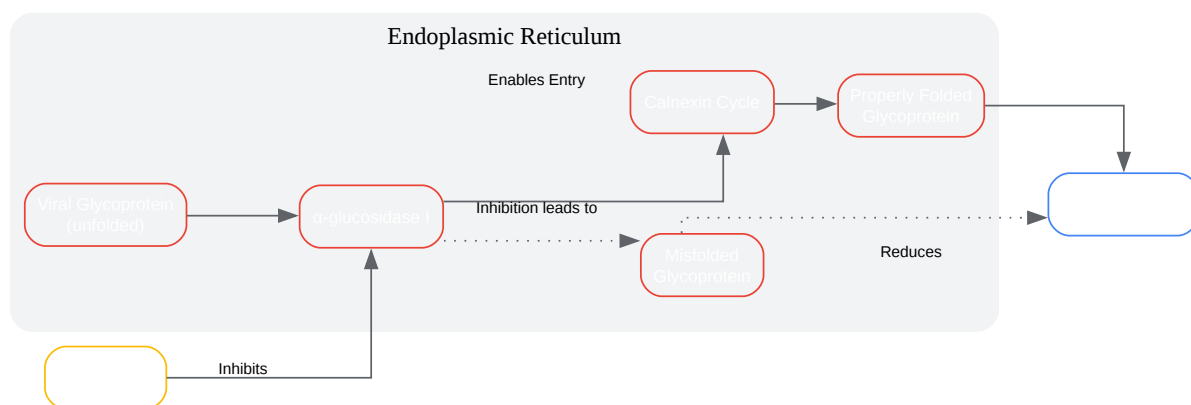 Endoplasmic Reticulum
Enables Entry
Calnexin Cycle
Properly Folded
Glycoprotein
Viral Glycoprotein
(unfolded)
α-glucosidase I
Inhibition leads to
Misfolded
Glycoprotein
Reduces
Inhibits